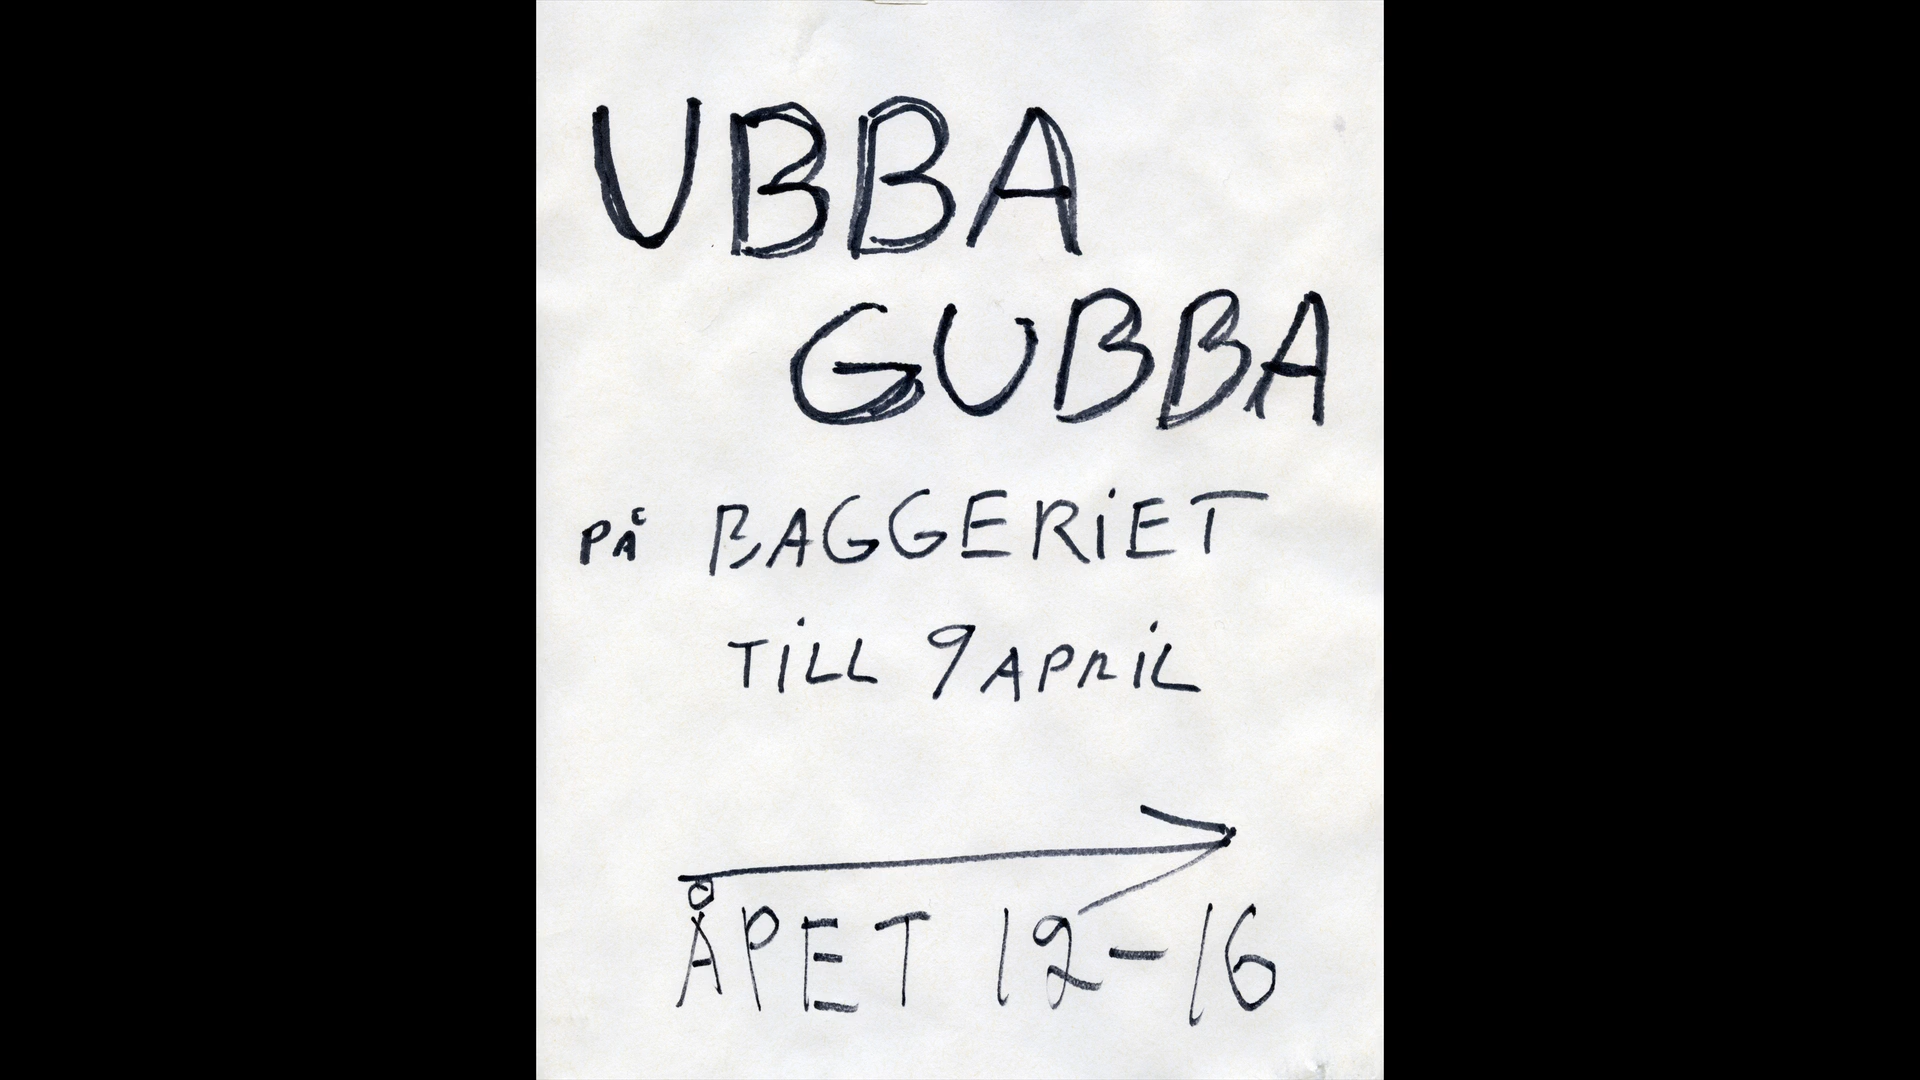 UBBA
GUBBA
PÅ BAGGERiET
TiLL 9 APRiL
ÅPET 12-16